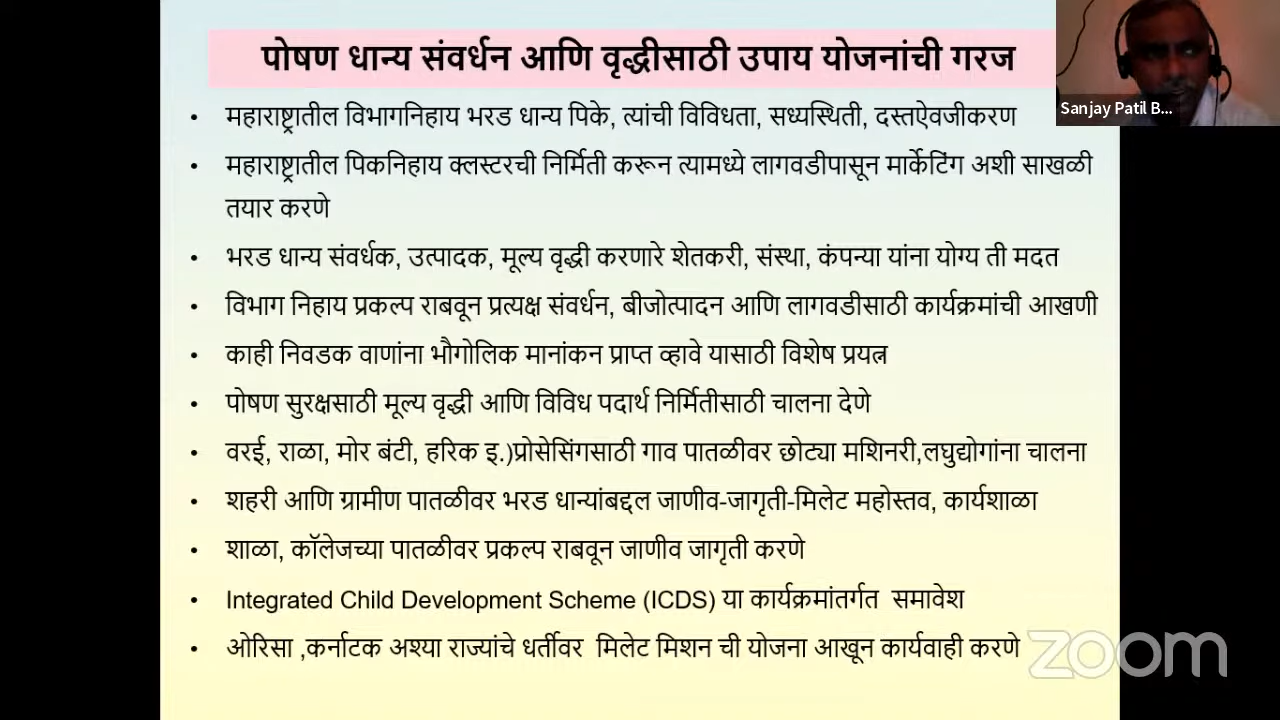 पोषण धान्य संवर्धन आणि वृद्धीसाठी उपाय योजनांची गरज
Sanjay Patil B...
• महाराष्ट्रातील विभागनिहाय भरड धान्य पिके, त्यांची विविधता, सध्यस्थिती, दस्तऐवजीकरण
• महाराष्ट्रातील पिकनिहाय क्लस्टरची निर्मिती करून त्यामध्ये लागवडीपासून मार्केटिंग अशी साखळी
तयार करणे
• भरड धान्य संवर्धक, उत्पादक, मूल्य वृद्धी करणारे शेतकरी, संस्था, कंपन्या यांना योग्य ती मदत
• विभाग निहाय प्रकल्प राबवून प्रत्यक्ष संवर्धन, बीजोत्पादन आणि लागवडीसाठी कार्यक्रमांची आखणी
• काही निवडक वाणांना भौगोलिक मानांकन प्राप्त व्हावे यासाठी विशेष प्रयत्न
• पोषण सुरक्षसाठी मूल्य वृद्धी आणि विविध पदार्थ निर्मितीसाठी चालना देणे
• वरई, राळा, मोर बंटी, हरिक इ.)प्रोसेसिंगसाठी गाव पातळीवर छोट्या मशिनरी,लघुद्योगांना चालना
• शहरी आणि ग्रामीण पातळीवर भरड धान्यांबद्दल जाणीव-जागृती-मिलेट महोस्तव, कार्यशाळा
• शाळा, कॉलेजच्या पातळीवर प्रकल्प राबवून जाणीव जागृती करणे
• Integrated Child Development Scheme (ICDS) या कार्यक्रमांतर्गत समावेश
• ओरिसा ,कर्नाटक अश्या राज्यांचे धर्तीवर मिलेट मिशन ची योजना आखून कार्यवाही करणे
zoom